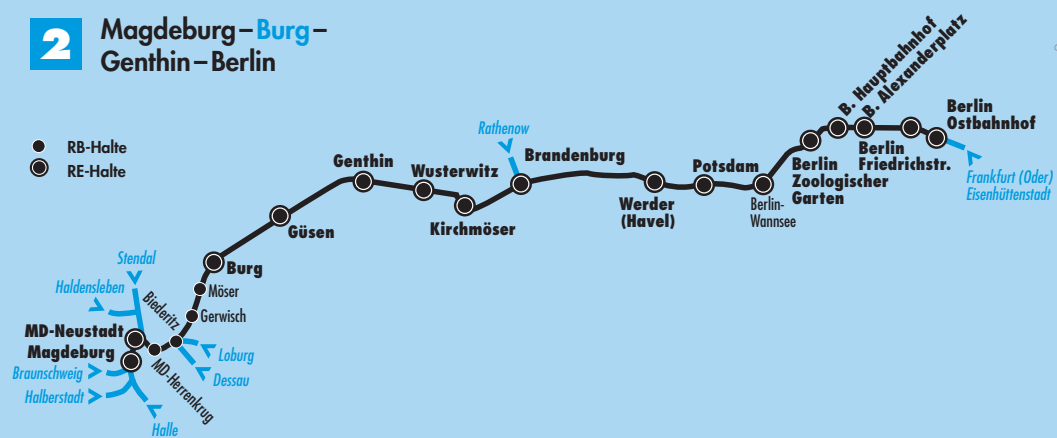 2
Magdeburg – Burg –
Genthin – Berlin
RB-Halte
RE-Halte
Stendal
Haldensleben
MD-Neustadt
Magdeburg
Braunschweig
Halberstadt
Halle
MD-Herrenkrug
Biederitz
Loburg
Dessau
Gerwisch
Möser
Burg
Güsen
Genthin
Wusterwitz
Kirchmöser
Rathenow
Brandenburg
Werder
(Havel)
Potsdam
Berlin-
Wannsee
Berlin
Zoologischer
Garten
B. Hauptbahnhof
B. Alexanderplatz
Berlin
Friedrichstr.
Berlin
Ostbahnhof
Frankfurt (Oder)
Eisenhüttenstadt